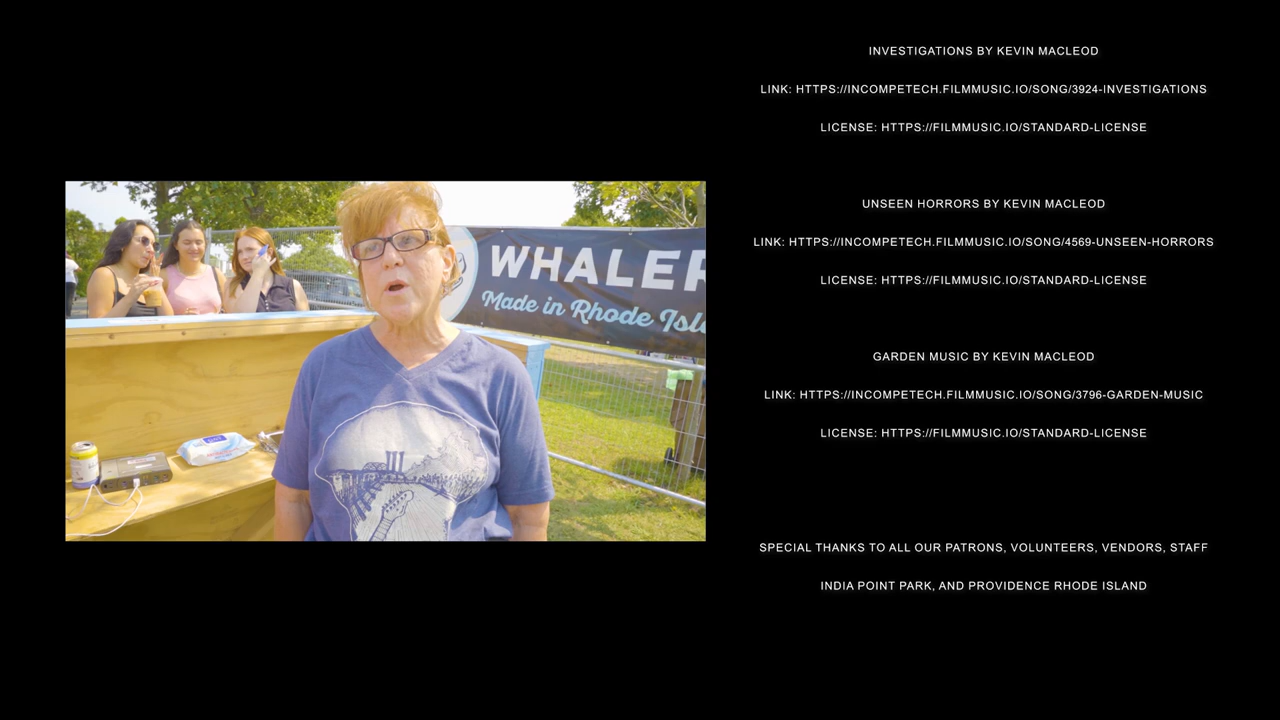 WHALER
Made in Rhode Isl
INVESTIGATIONS BY KEVIN MACLEOD
LINK: HTTPS://INCOMPETECH.FILMMUSIC.IO/SONG/3924-INVESTIGATIONS
LICENSE: HTTPS://FILMMUSIC.IO/STANDARD-LICENSE
UNSEEN HORRORS BY KEVIN MACLEOD
LINK: HTTPS://INCOMPETECH.FILMMUSIC.IO/SONG/4569-UNSEEN-HORRORS
LICENSE: HTTPS://FILMMUSIC.IO/STANDARD-LICENSE
GARDEN MUSIC BY KEVIN MACLEOD
LINK: HTTPS://INCOMPETECH.FILMMUSIC.IO/SONG/3796-GARDEN-MUSIC
LICENSE: HTTPS://FILMMUSIC.IO/STANDARD-LICENSE
SPECIAL THANKS TO ALL OUR PATRONS, VOLUNTEERS, VENDORS, STAFF
INDIA POINT PARK, AND PROVIDENCE RHODE ISLAND